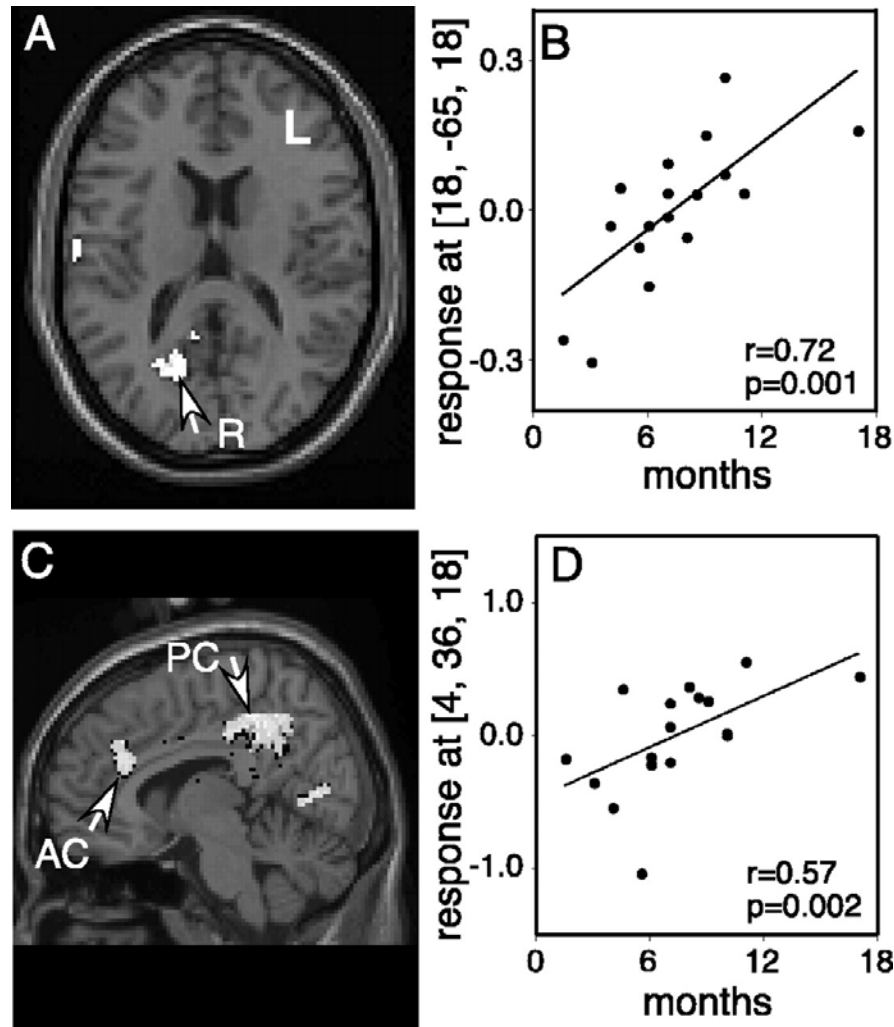 A
L
R
B
response at [18, -65, 18]
0.3
0.0
-0.3
r=0.72
p=0.001
0 6 12 18
months
C
PC
AC
D
response at [4, 36, 18]
1.0
0.0
-1.0
r=0.57
p=0.002
0 6 12 18
months